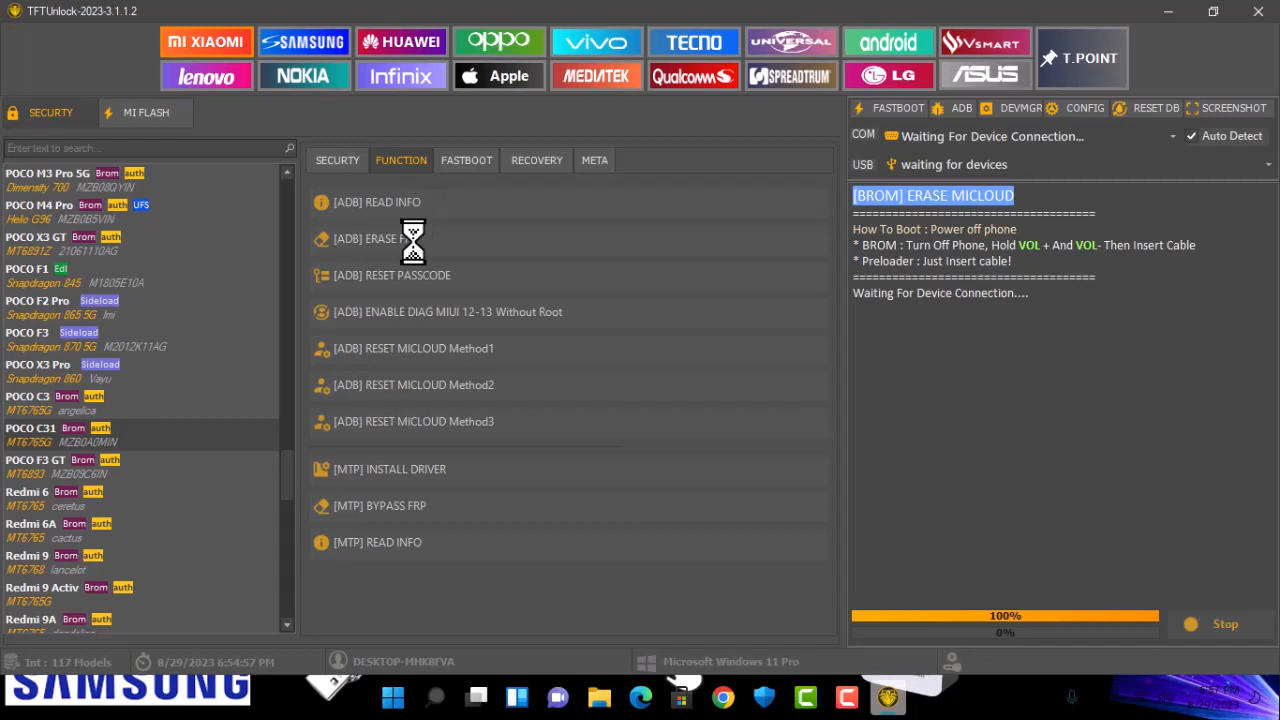 TFTUnlock-2023-3.1.1.2
MI XIAOMI
SAMSUNG
HUAWEI
oppo
vivo
TECNO
UNIVERSAL
android
VSMART
T.POINT
lenovo
NOKIA
Infinix
Apple
MEDIATEK
Qualcomm
SPREADTRUM
LG
ASUS
SECURTY
MI FLASH
FASTBOOT
ADB
DEVMGR
CONFIG
RESET DB
SCREENSHOT
Enter text to search...
SECURTY
FUNCTION
FASTBOOT
RECOVERY
META
COM
Waiting For Device Connection...
Auto Detect
USB
waiting for devices
POCO M3 Pro 5G Brom auth
Dimensity 700 MZB08QYIN
POCO M4 Pro Brom auth UFS
Helio G96 MZB0B5VIN
POCO X3 GT Brom auth
MT6891Z 21061110AG
POCO F1 Edl
Snapdragon 845 M1805E10A
POCO F2 Pro Sideload
Snapdragon 865 5G lmi
POCO F3 Sideload
Snapdragon 870 5G M2012K11AG
POCO X3 Pro Sideload
Snapdragon 860 Vayu
POCO C3 Brom auth
MT6765G angelica
POCO C31 Brom auth
MT6765G MZB0A0MIN
POCO F3 GT Brom auth
MT6893 MZB09C6IN
Redmi 6 Brom auth
MT6765 ceretus
Redmi 6A Brom auth
MT6765 cactus
Redmi 9 Brom auth
MT6768 lancelot
Redmi 9 Activ Brom auth
MT6765G
Redmi 9A Brom auth
[ADB] READ INFO
[ADB] ERASE
[ADB] RESET PASSCODE
[ADB] ENABLE DIAG MIUI 12-13 Without Root
[ADB] RESET MICLOUD Method1
[ADB] RESET MICLOUD Method2
[ADB] RESET MICLOUD Method3
[MTP] INSTALL DRIVER
[MTP] BYPASS FRP
[MTP] READ INFO
[BROM] ERASE MICLOUD
======================================
How To Boot : Power off phone
* BROM : Turn Off Phone, Hold VOL + And VOL- Then Insert Cable
* Preloader : Just Insert cable!
======================================
Waiting For Device Connection....
100%
0%
Stop
Int : 117 Models
8/29/2023 6:54:57 PM
DESKTOP-MHK8FVA
Microsoft Windows 11 Pro
SAMSUNG
8/29/2023